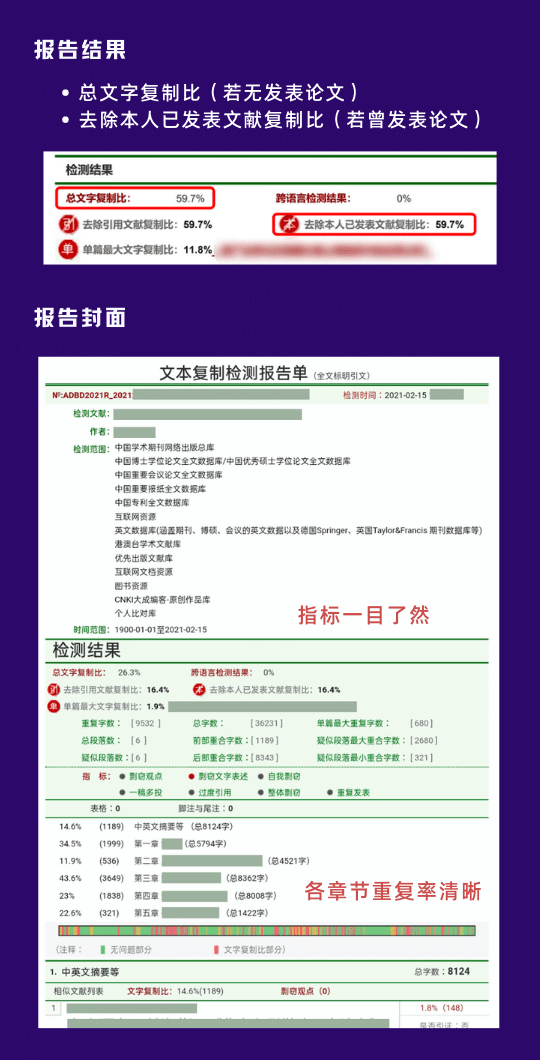 报告结果
• 总文字复制比（若无发表论文）
• 去除本人已发表文献复制比（若曾发表论文）
检测结果
总文字复制比： 59.7% 跨语言检测结果： 0%
引 去除引用文献复制比：59.7% 本 去除本人已发表文献复制比：59.7%
单 单篇最大文字复制比：11.8%
报告封面
文本复制检测报告单（全文标明引文）
№:ADBD2021R_2021 检测时间：2021-02-15
检测文献：
作者：
检测范围：中国学术期刊网络出版总库
中国博士学位论文全文数据库/中国优秀硕士学位论文全文数据库
中国重要会议论文全文数据库
中国重要报纸全文数据库
中国专利全文数据库
互联网资源
英文数据库(涵盖期刊、博硕、会议的英文数据以及德国Springer、英国Taylor&Francis 期刊数据库等)
港澳台学术文献库
优先出版文献库
互联网文档资源
图书资源
CNKI大成编客-原创作品库
个人比对库
指标一目了然
时间范围：1900-01-01至2021-02-15
检测结果
总文字复制比： 26.3% 跨语言检测结果： 0%
引 去除引用文献复制比：16.4% 本 去除本人已发表文献复制比：16.4%
单 单篇最大文字复制比：1.9%
重复字数： [9532] 总字数： [36231] 单篇最大重复字数： [680]
总段落数： [6] 前部重合字数：[1189] 疑似段落最大重合字数：[2680]
疑似段落数：[6] 后部重合字数：[8343] 疑似段落最小重合字数：[321]
指 标： 剽窃观点 剽窃文字表述 自我剽窃
一稿多投 过度引用 整体剽窃 重复发表
表格：0 脚注与尾注：0
14.6% (1189) 中英文摘要等 （总8124字）
34.5% (1999) 第一章 （总5794字）
11.9% (536) 第二章 （总4521字）
43.6% (3649) 第三章 （总8362字）
23% (1838) 第四章 （总8008字）
22.6% (321) 第五章 （总1422字）
各章节重复率清晰
（注释： 无问题部分 文字复制比部分）
1. 中英文摘要等 总字数：8124
相似文献列表 文字复制比：14.6%(1189) 剽窃观点（0）
1 1.8%（148）
是否引证：否